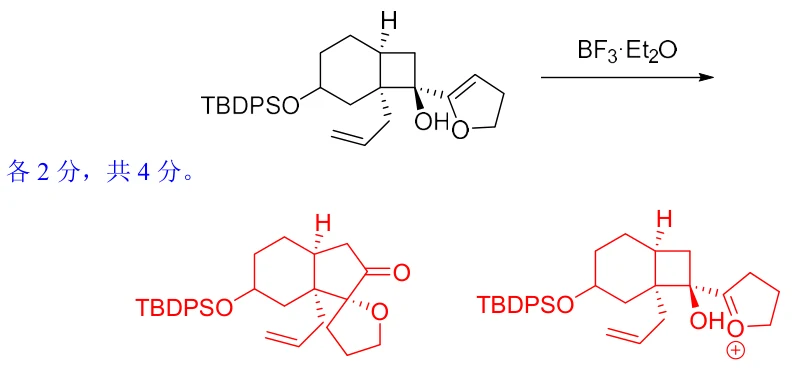 H
BF3·Et2O
TBDPSO
OH
O
各 2 分，共 4 分。
H
O
TBDPSO
O
H
TBDPSO
OH
O
⊕